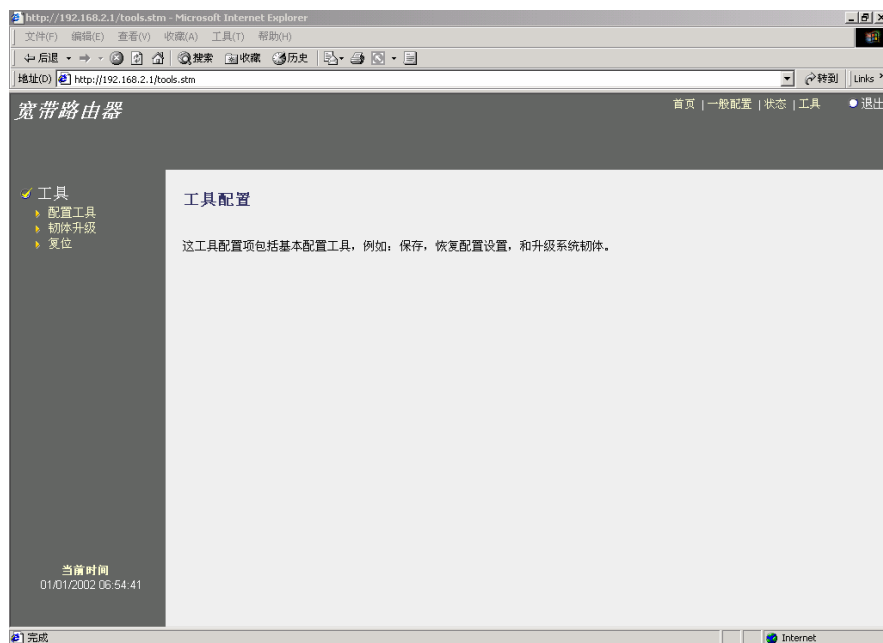 http://192.168.2.1/tools.stm - Microsoft Internet Explorer
文件(F) 编辑(E) 查看(V) 收藏(A) 工具(T) 帮助(H)
后退 搜索 收藏 历史
地址(D) http://192.168.2.1/tools.stm 转到 Links
宽带路由器
首页 | 一般配置 | 状态 | 工具 退出
工具
配置工具
韧体升级
复位
工具配置
这工具配置项包括基本配置工具，例如：保存，恢复配置设置，和升级系统韧体。
当前时间
01/01/2002 06:54:41
完成 Internet